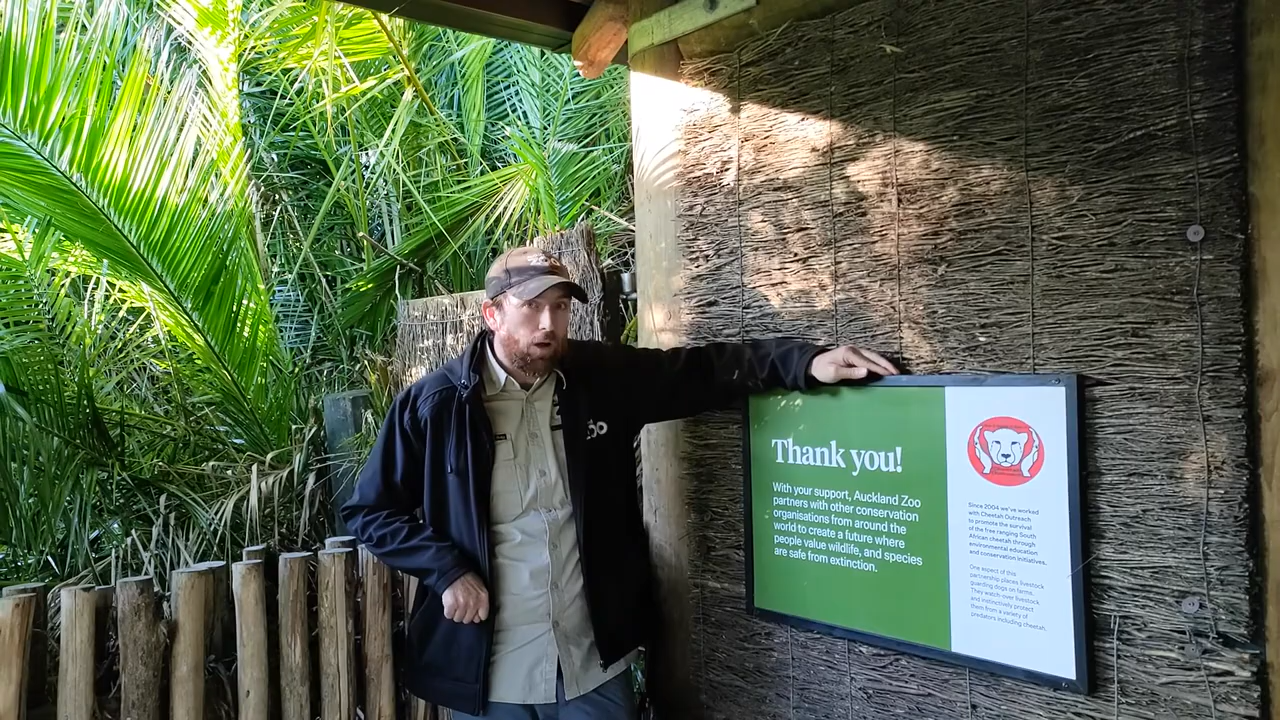 ZOO
Thank you!
With your support, Auckland Zoo
partners with other conservation
organisations from around the
world to create a future where
people value wildlife, and species
are safe from extinction.
Since 2004 we've worked
with Cheetah Outreach
to promote the survival
of the free ranging South
African cheetah through
environmental education
and conservation initiatives.
One aspect of this
partnership places livestock
guarding dogs on farms.
They watch over livestock
and instinctively protect
them from a variety of
predators including cheetah.